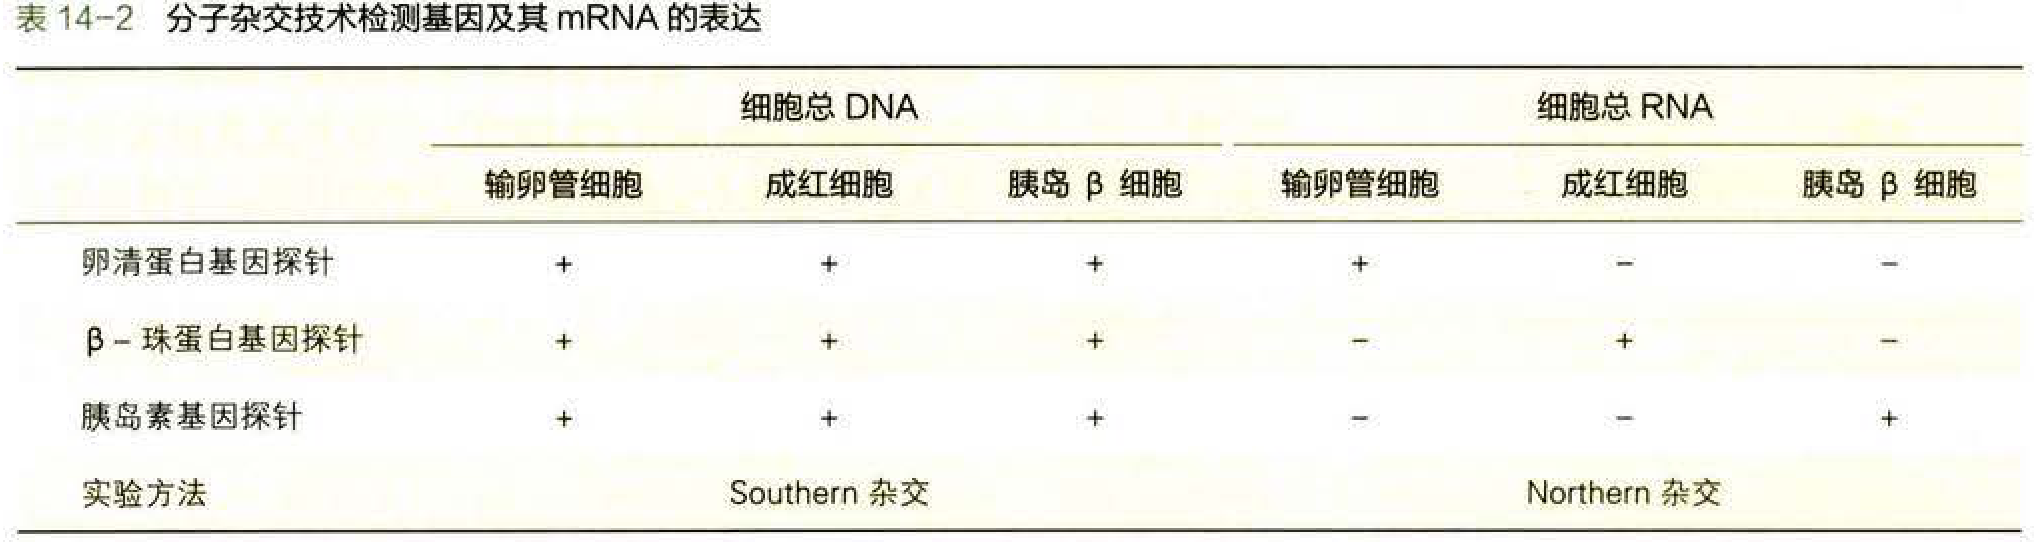 表 14-2 分子杂交技术检测基因及其 mRNA 的表达
细胞总 DNA 细胞总 RNA
输卵管细胞 成红细胞 胰岛 β 细胞 输卵管细胞 成红细胞 胰岛 β 细胞
卵清蛋白基因探针 + + + + - -
β - 珠蛋白基因探针 + + + - + -
胰岛素基因探针 + + + - - +
实验方法 Southern 杂交 Northern 杂交